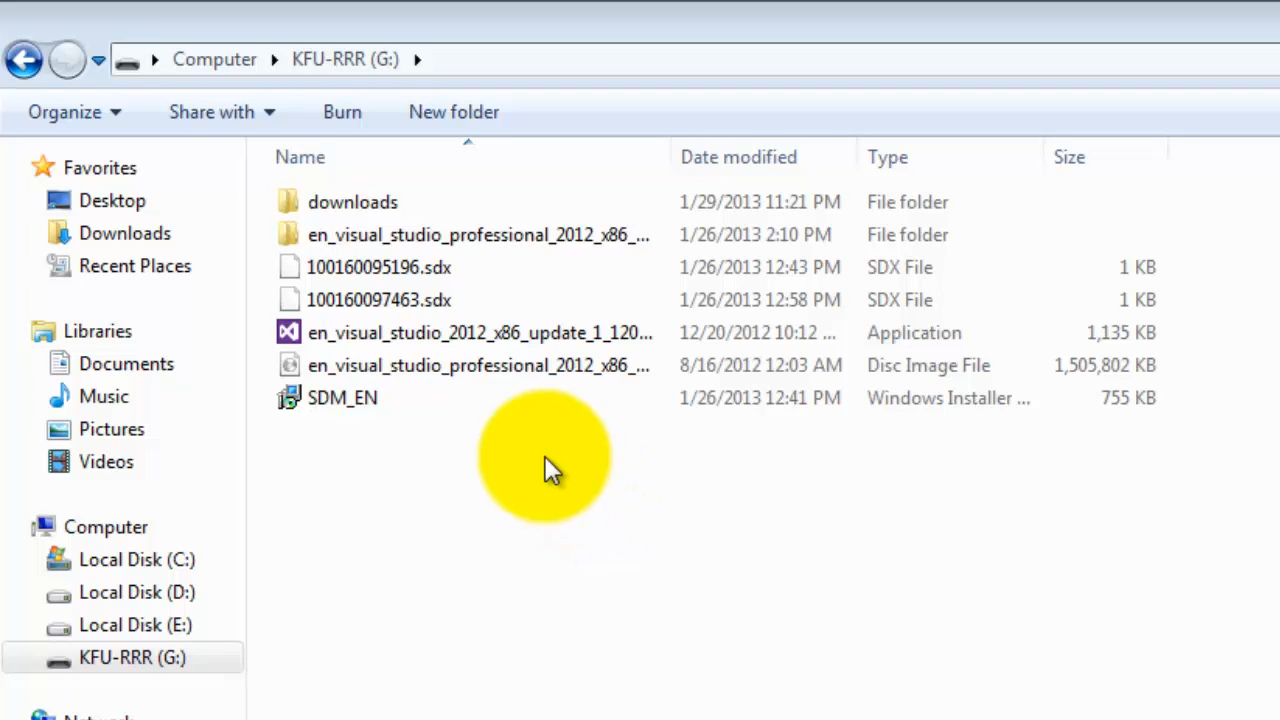 Computer KFU-RRR (G:)
Organize Share with Burn New folder
Name Date modified Type Size
Favorites
Desktop
Downloads
Recent Places
Libraries
Documents
Music
Pictures
Videos
Computer
Local Disk (C:)
Local Disk (D:)
Local Disk (E:)
KFU-RRR (G:)
Network
downloads 1/29/2013 11:21 PM File folder
en_visual_studio_professional_2012_x86_... 1/26/2013 2:10 PM File folder
100160095196.sdx 1/26/2013 12:43 PM SDX File 1 KB
100160097463.sdx 1/26/2013 12:58 PM SDX File 1 KB
en_visual_studio_2012_x86_update_1_120... 12/20/2012 10:12 ... Application 1,135 KB
en_visual_studio_professional_2012_x86_... 8/16/2012 12:03 AM Disc Image File 1,505,802 KB
SDM_EN 1/26/2013 12:41 PM Windows Installer ... 755 KB